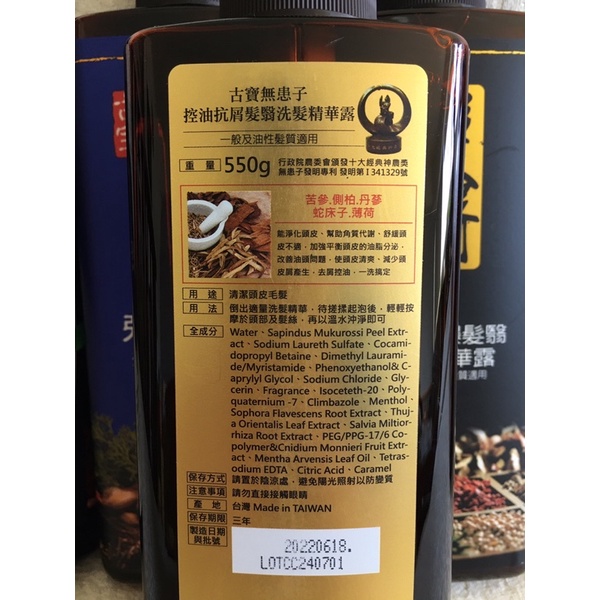 古寶無患子
控油抗屑髮翳洗髮精華露
一般及油性髮質適用
重量 550g 行政院農委會頒發十大經典神農獎
無患子發明專利 發明第I341329號
苦參.側柏.丹蔘
蛇床子.薄荷
能淨化頭皮、幫助角質代謝、舒緩頭
皮不適,加強平衡頭皮的油脂分泌,
改善油頭問題,使頭皮清爽,減少頭
皮屑產生,去屑控油,一洗搞定
用途 清潔頭皮毛髮
用法 倒出適量洗髮精華、待搓揉起泡後,輕輕按
摩於頭部及髮絲,再以溫水沖淨即可
全成分 Water、Sapindus Mukurossi Peel Extr-
act、Sodium Laureth Sulfate、Cocami-
dopropyl Betaine、Dimethyl Laurami-
de/Myristamide、Phenoxyethanol& C-
aprylyl Glycol、Sodium Chloride、Gly-
cerin、Fragrance、Isoceteth-20、Pol-
yquaternium -7、Climbazole、Menthol、
Sophora Flavescens Root Extract、Thuj-
a Orientalis Leaf Extract、Salvia Miltior-
rhiza Root Extract、PEG/PPG-17/6 Co-
polymer&Cnidium Monnieri Fruit Extr-
act、Mentha Arvensis Leaf Oil、Tetras-
odium EDTA、Citric Acid、Caramel
保存方式 請置於陰涼處,避免陽光照射以防變質
注意事項 請勿直接接觸眼睛
產地 台灣 Made in TAIWAN
保存期限 三年
製造日期
與批號
20220618.
LOTCC240701
髮翳
華露
質適用